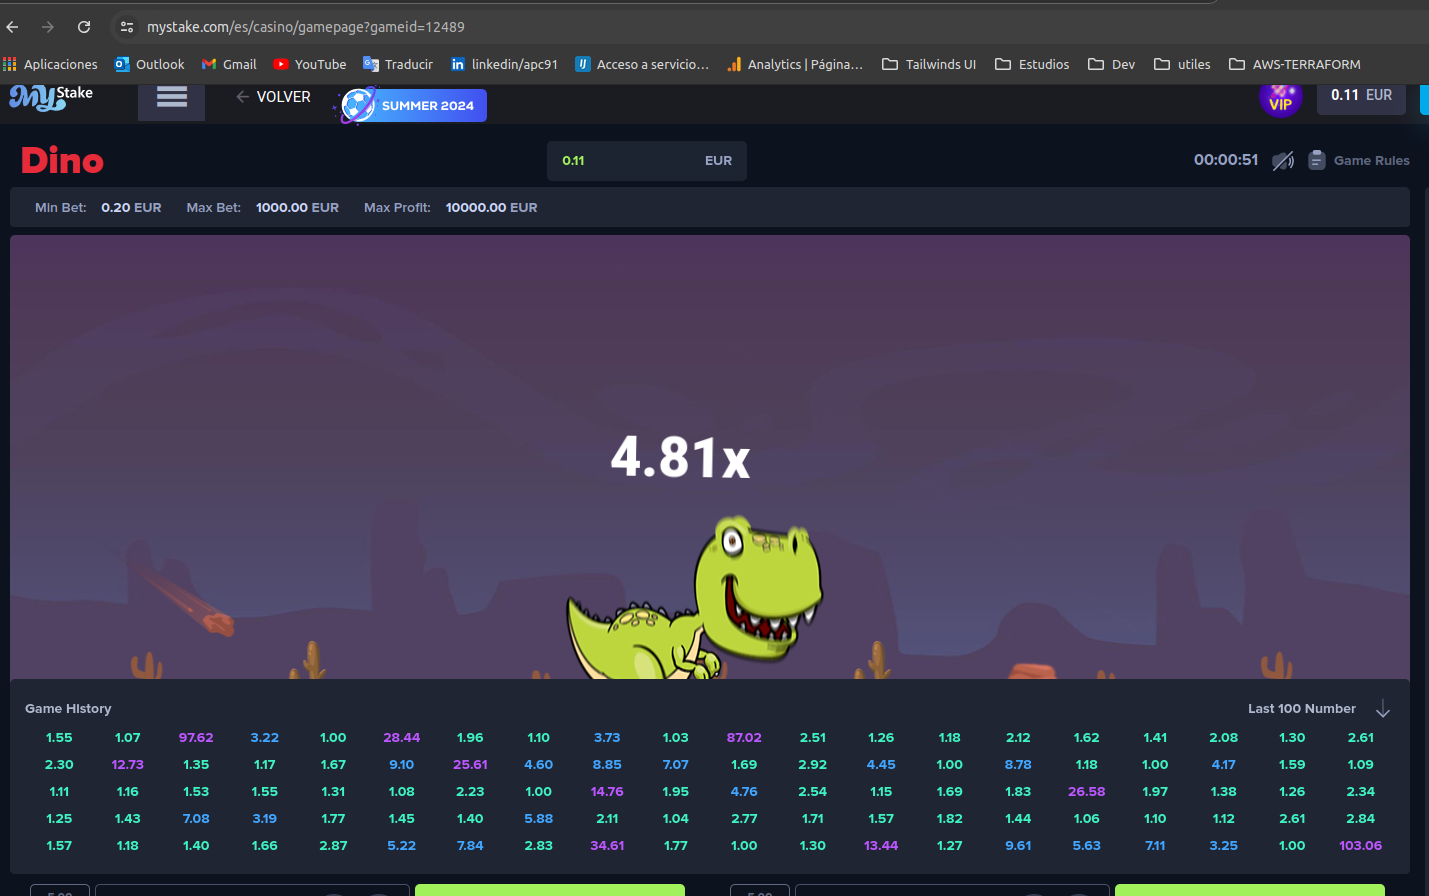 mystake.com/es/casino/gamepage?gameid=12489
Aplicaciones Outlook Gmail YouTube Traducir linkedin/apc91 Acceso a servicio... Analytics | Página... Tailwinds UI Estudios Dev utiles AWS-TERRAFORM
MyStake VOLVER SUMMER 2024 VIP 0.11 EUR
Dino 0.11 EUR 00:00:51 Game Rules
Min Bet: 0.20 EUR Max Bet: 1000.00 EUR Max Profit: 10000.00 EUR
4.81x
Game History Last 100 Number
1.55 1.07 97.62 3.22 1.00 28.44 1.96 1.10 3.73 1.03 87.02 2.51 1.26 1.18 2.12 1.62 1.41 2.08 1.30 2.61
2.30 12.73 1.35 1.17 1.67 9.10 25.61 4.60 8.85 7.07 1.69 2.92 4.45 1.00 8.78 1.18 1.00 4.17 1.59 1.09
1.11 1.16 1.53 1.55 1.31 1.08 2.23 1.00 14.76 1.95 4.76 2.54 1.15 1.69 1.83 26.58 1.97 1.38 1.26 2.34
1.25 1.43 7.08 3.19 1.77 1.45 1.40 5.88 2.11 1.04 2.77 1.71 1.57 1.82 1.44 1.06 1.10 1.12 2.61 2.84
1.57 1.18 1.40 1.66 2.87 5.22 7.84 2.83 34.61 1.77 1.00 1.30 13.44 1.27 9.61 5.63 7.11 3.25 1.00 103.06